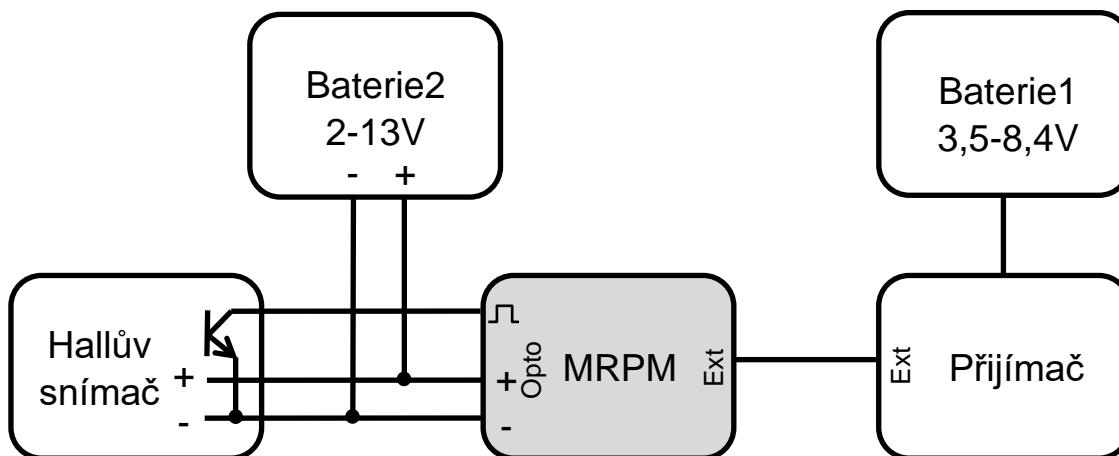 Baterie2
2-13V
- +
Baterie1
3,5-8,4V
Hallův
snímač
+
-
Opto
+
-
MRPM
Ext
Ext
Přijímač